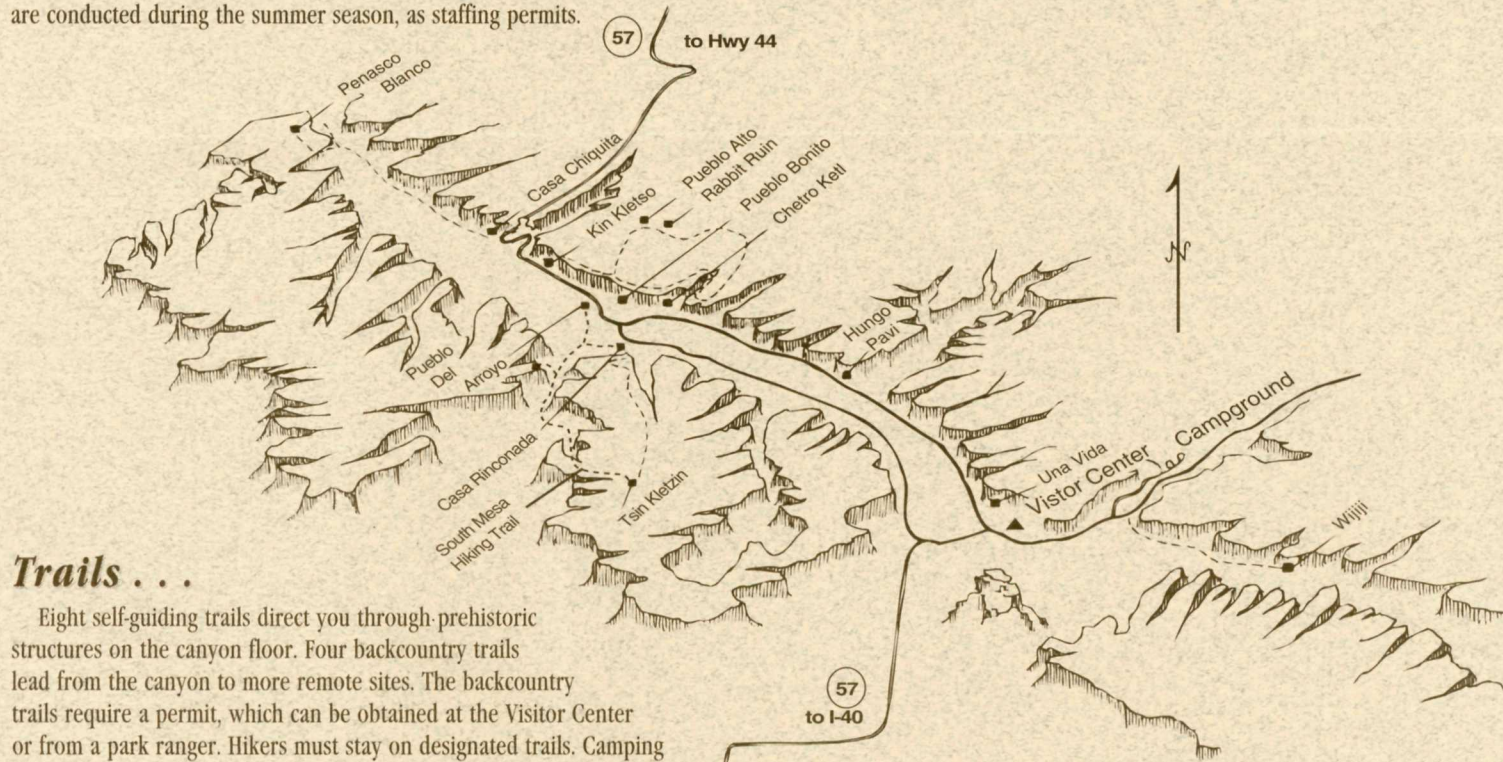 are conducted during the summer season, as staffing permits.
57
to Hwy 44
Penasco
Blanco
Casa Chiquita
Kin Kletso
Pueblo Alto
Rabbit Ruin
Pueblo Bonito
Chetro Ketl
Hungo
Pavi
Pueblo
Del
Arroyo
Casa Rinconada
South Mesa
Hiking Trail
Tsin Kletzin
Una Vida
Vistor Center
Campground
Wijiji
N
57
to I-40
Trails . . .
Eight self-guiding trails direct you through prehistoric
structures on the canyon floor. Four backcountry trails
lead from the canyon to more remote sites. The backcountry
trails require a permit, which can be obtained at the Visitor Center
or from a park ranger. Hikers must stay on designated trails. Camping